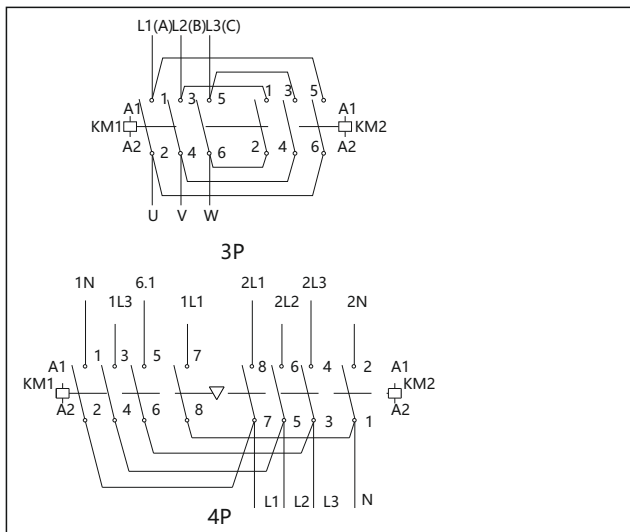 L1(A) L2(B) L3(C)
1 3 5 1 3 5
A1 A1
KM1 KM2
A2 A2
2 4 6 2 4 6
U V W
3P
1N 6.1 2L1 2L3
1L3 1L1 2L2 2N
A1 1 3 5 7 8 6 4 2 A1
KM1 KM2
A2 2 4 6 8 7 5 3 1 A2
L1 L2 L3 N
4P